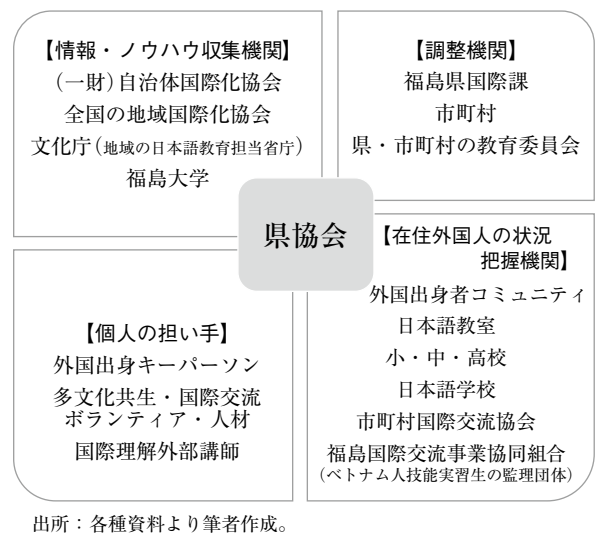 【情報・ノウハウ収集機関】
(一財)自治体国際化協会
全国の地域国際化協会
文化庁(地域の日本語教育担当省庁)
福島大学
【調整機関】
福島県国際課
市町村
県・市町村の教育委員会
県協会
【個人の担い手】
外国出身キーパーソン
多文化共生・国際交流
ボランティア・人材
国際理解外部講師
【在住外国人の状況
把握機関】
外国出身者コミュニティ
日本語教室
小・中・高校
日本語学校
市町村国際交流協会
福島国際交流事業協同組合
(ベトナム人技能実習生の監理団体)
出所：各種資料より筆者作成。